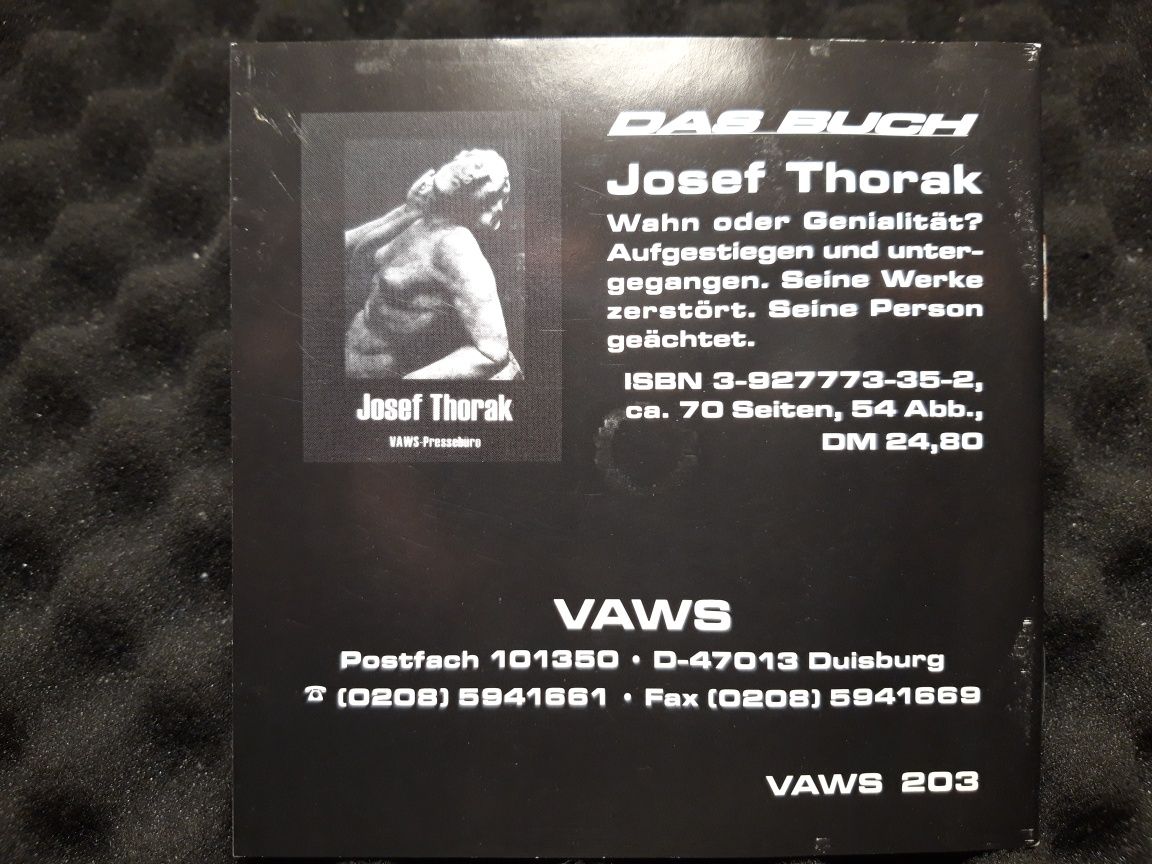 DAS BUCH
Josef Thorak
Wahn oder Genialität?
Aufgestiegen und unter-
gegangen. Seine Werke
zerstört. Seine Person
geächtet.
ISBN 3-927773-35-2,
ca. 70 Seiten, 54 Abb.,
DM 24,80
Josef Thorak
VAWS-Pressebüro
VAWS
Postfach 101350 • D-47013 Duisburg
☎ (0208) 5941661 • Fax (0208) 5941669
VAWS 203